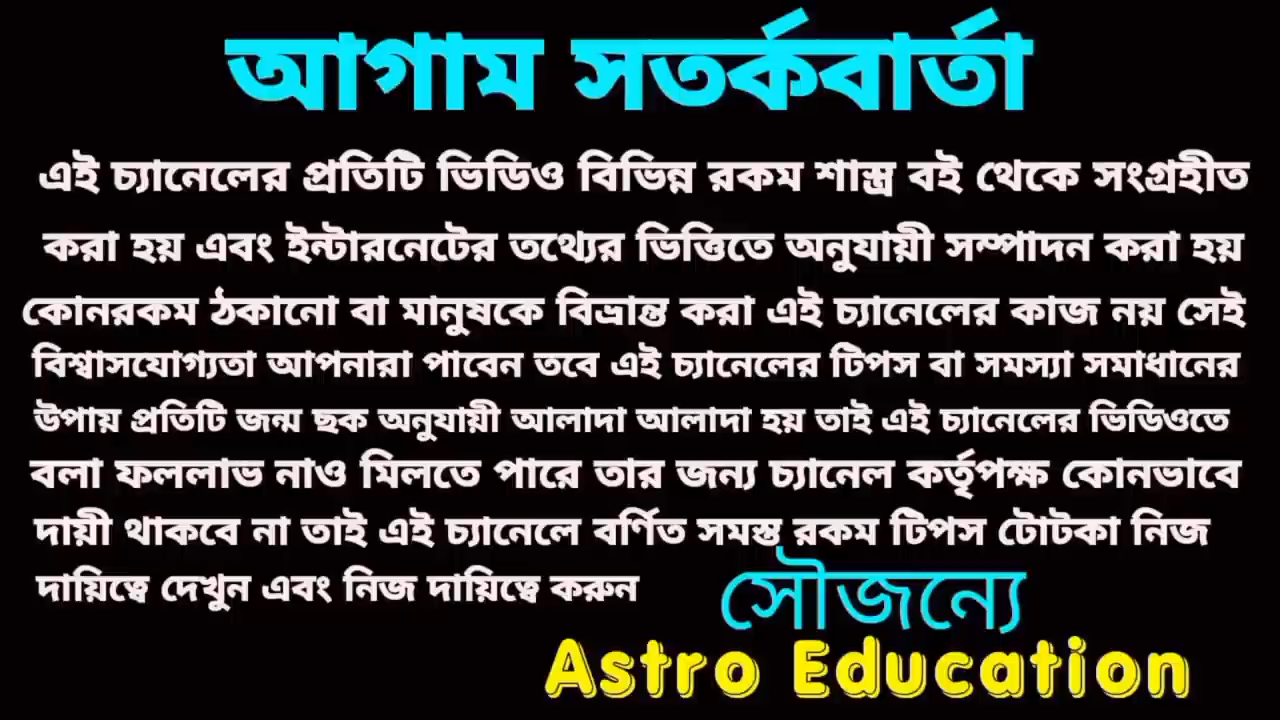 আগাম সতর্কবার্তা
এই চ্যানেলের প্রতিটি ভিডিও বিভিন্ন রকম শাস্ত্র বই থেকে সংগ্রহীত
করা হয় এবং ইন্টারনেটের তথ্যের ভিত্তিতে অনুযায়ী সম্পাদন করা হয়
কোনরকম ঠকানো বা মানুষকে বিভ্রান্ত করা এই চ্যানেলের কাজ নয় সেই
বিশ্বাসযোগ্যতা আপনারা পাবেন তবে এই চ্যানেলের টিপস বা সমস্যা সমাধানের
উপায় প্রতিটি জন্ম ছক অনুযায়ী আলাদা আলাদা হয় তাই এই চ্যানেলের ভিডিওতে
বলা ফললাভ নাও মিলতে পারে তার জন্য চ্যানেল কর্তৃপক্ষ কোনভাবে
দায়ী থাকবে না তাই এই চ্যানেলে বর্ণিত সমস্ত রকম টিপস টোটকা নিজ
দায়িত্বে দেখুন এবং নিজ দায়িত্বে করুন
সৌজন্যে
Astro Education